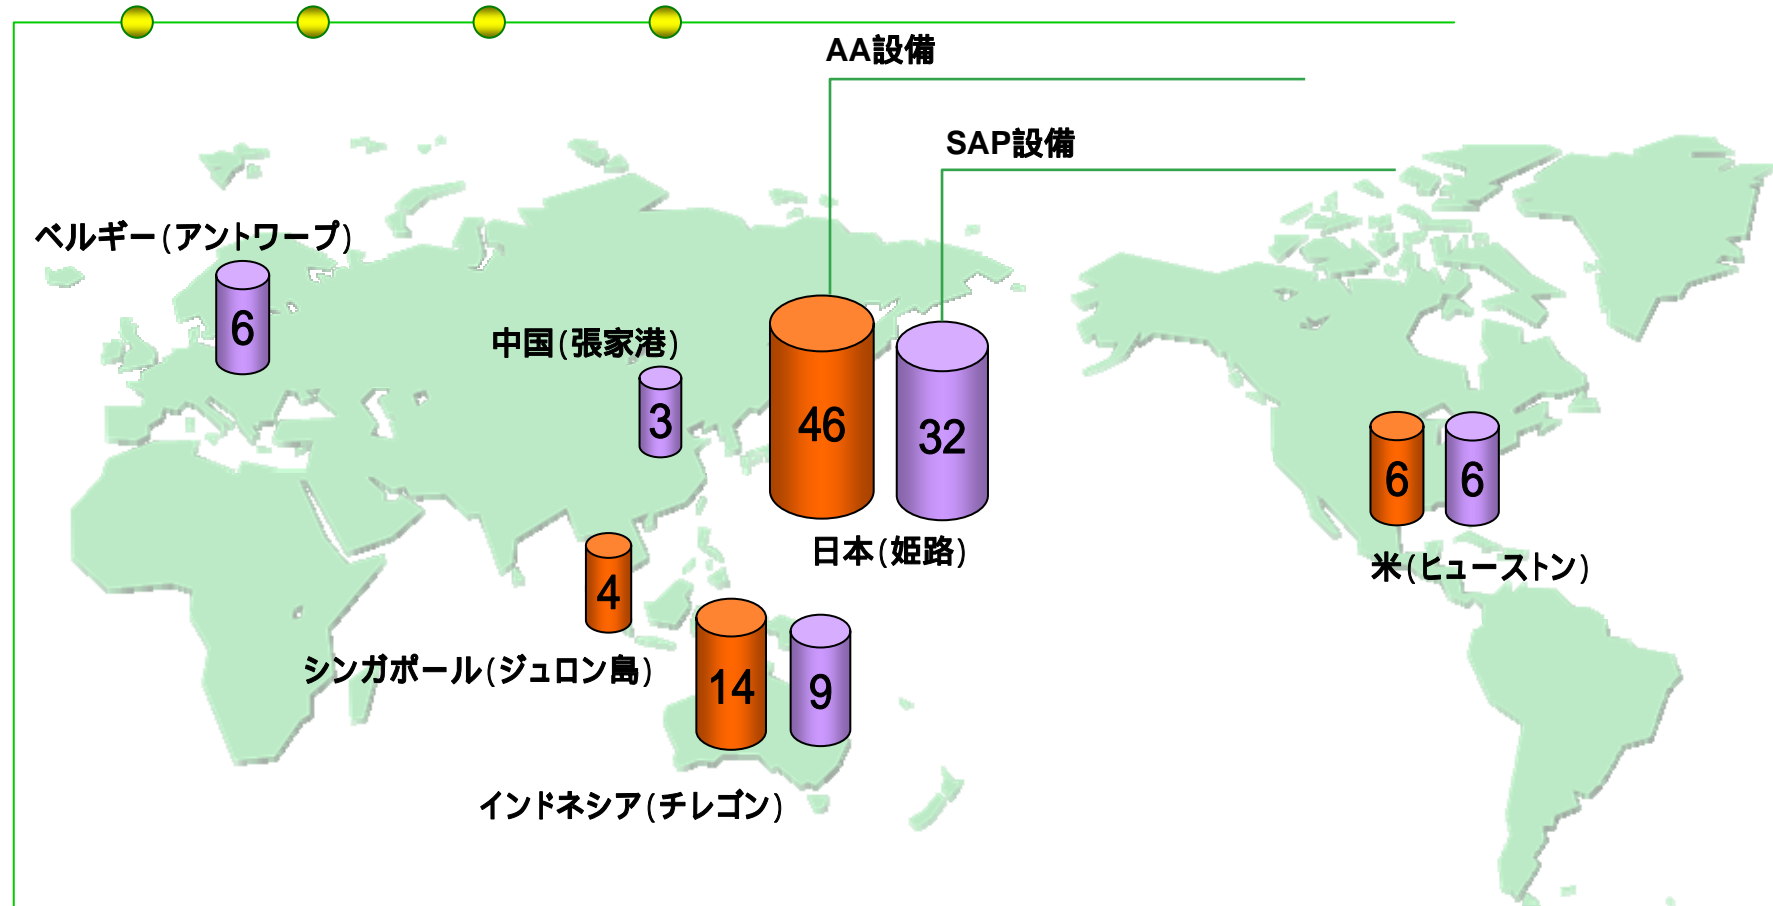 AA設備
SAP設備
ベルギー(アントワープ)
6
中国(張家港)
3
46
32
日本(姫路)
6
6
米(ヒューストン)
4
シンガポール(ジュロン島)
14
9
インドネシア(チレゴン)